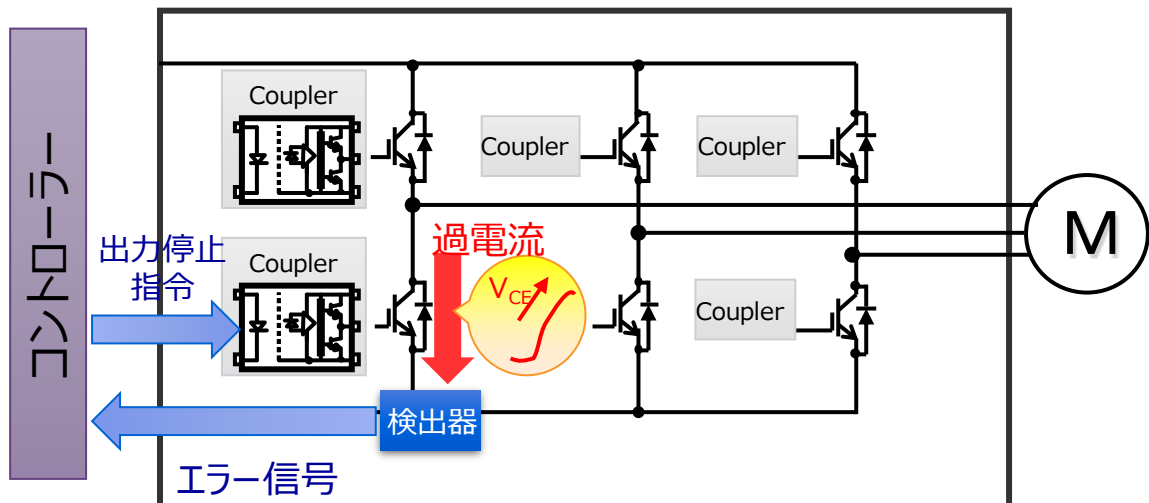 コントローラー
Coupler
Coupler
Coupler
出力停止
指令
Coupler
過電流
VCE
Coupler
M
検出器
エラー信号